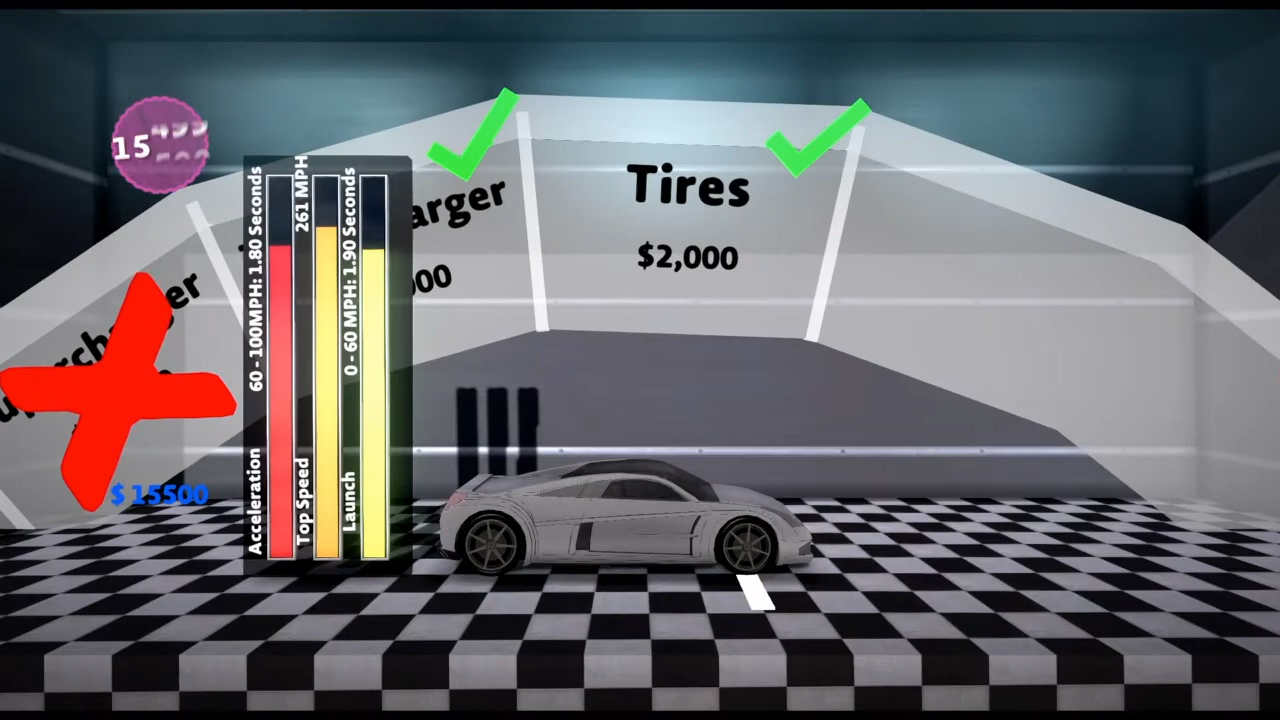 15
Tires
$2,000
$ 15500
Acceleration 60 - 100MPH: 1.80 Seconds
Top Speed 261 MPH
Launch 0 - 60 MPH: 1.90 Seconds